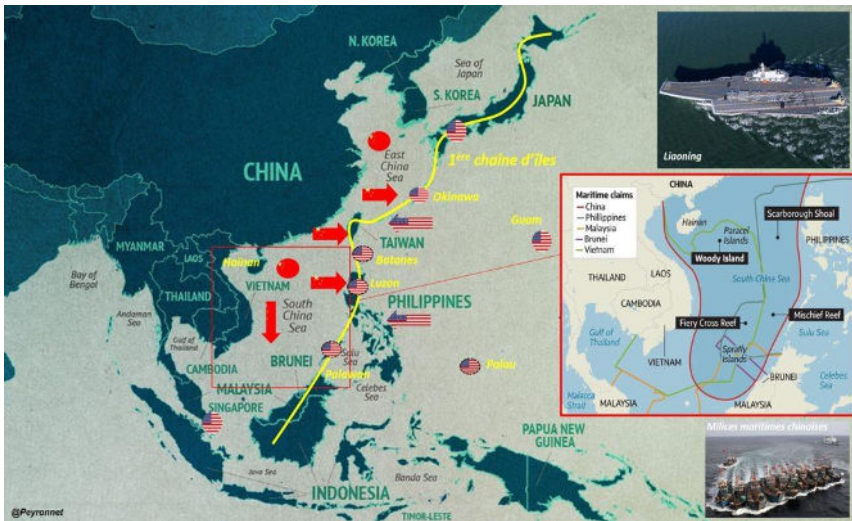 N. KOREA
Sea of
Japan
S. KOREA
JAPAN
CHINA
East
China
Sea
1ère chaine d'îles
Okinawa
TAIWAN
Guam
Batanes
Luzon
MYANMAR
LAOS
Hainan
VIETNAM
THAILAND
Bay of
Bengal
Andaman
Sea
South
China
Sea
PHILIPPINES
Gulf of
Thailand
CAMBODIA
BRUNEI
Sulu
Sea
Palawan
Palau
MALAYSIA
Celebes
Sea
SINGAPORE
PAPUA NEW
GUINEA
Java Sea
Banda Sea
INDONESIA
TIMOR-LESTE
@Peyronnet
Liaoning
Maritime claims
China
Phillippines
Malaysia
Brunei
Vietnam
CHINA
Hainan
Scarborough Shoal
Paracel
Islands
PHILIPPINES
Woody Island
LAOS
THAILAND
South China Sea
CAMBODIA
Mischief Reef
Fiery Cross Reef
Sulu Sea
Gulf of
Thailand
Spratly
Islands
VIETNAM
BRUNEI
Celebes
Sea
Malacca
Strait
MALAYSIA
MALAYSIA
Milices maritimes chinoises